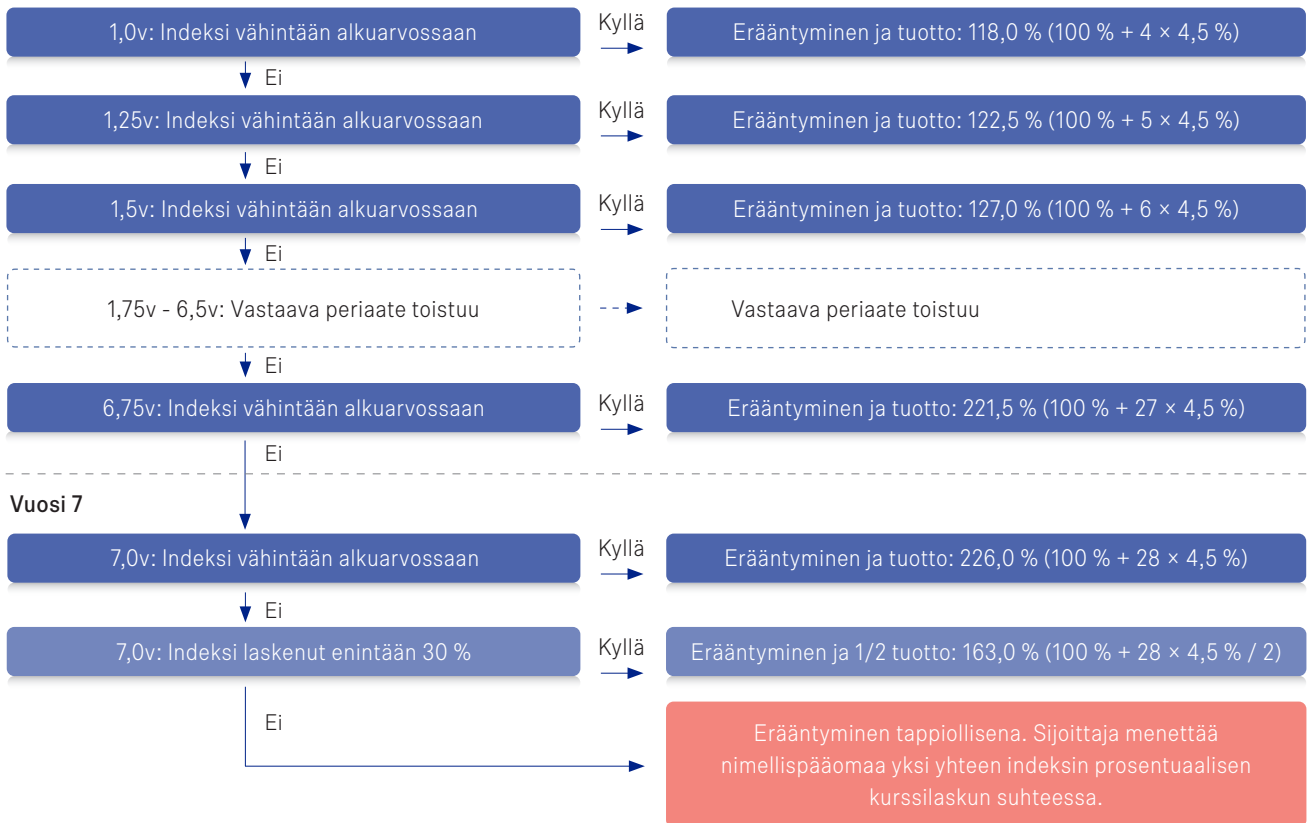 1,0v: Indeksi vähintään alkuarvossaan
Kyllä
Erääntyminen ja tuotto: 118,0 % (100 % + 4 × 4,5 %)
Ei
1,25v: Indeksi vähintään alkuarvossaan
Kyllä
Erääntyminen ja tuotto: 122,5 % (100 % + 5 × 4,5 %)
Ei
1,5v: Indeksi vähintään alkuarvossaan
Kyllä
Erääntyminen ja tuotto: 127,0 % (100 % + 6 × 4,5 %)
Ei
1,75v - 6,5v: Vastaava periaate toistuu
Vastaava periaate toistuu
Ei
6,75v: Indeksi vähintään alkuarvossaan
Kyllä
Erääntyminen ja tuotto: 221,5 % (100 % + 27 × 4,5 %)
Ei
Vuosi 7
7,0v: Indeksi vähintään alkuarvossaan
Kyllä
Erääntyminen ja tuotto: 226,0 % (100 % + 28 × 4,5 %)
Ei
7,0v: Indeksi laskenut enintään 30 %
Kyllä
Erääntyminen ja 1/2 tuotto: 163,0 % (100 % + 28 × 4,5 % / 2)
Ei
Erääntyminen tappiollisena. Sijoittaja menettää
nimellispääomaa yksi yhteen indeksin prosentuaalisen
kurssilaskun suhteessa.